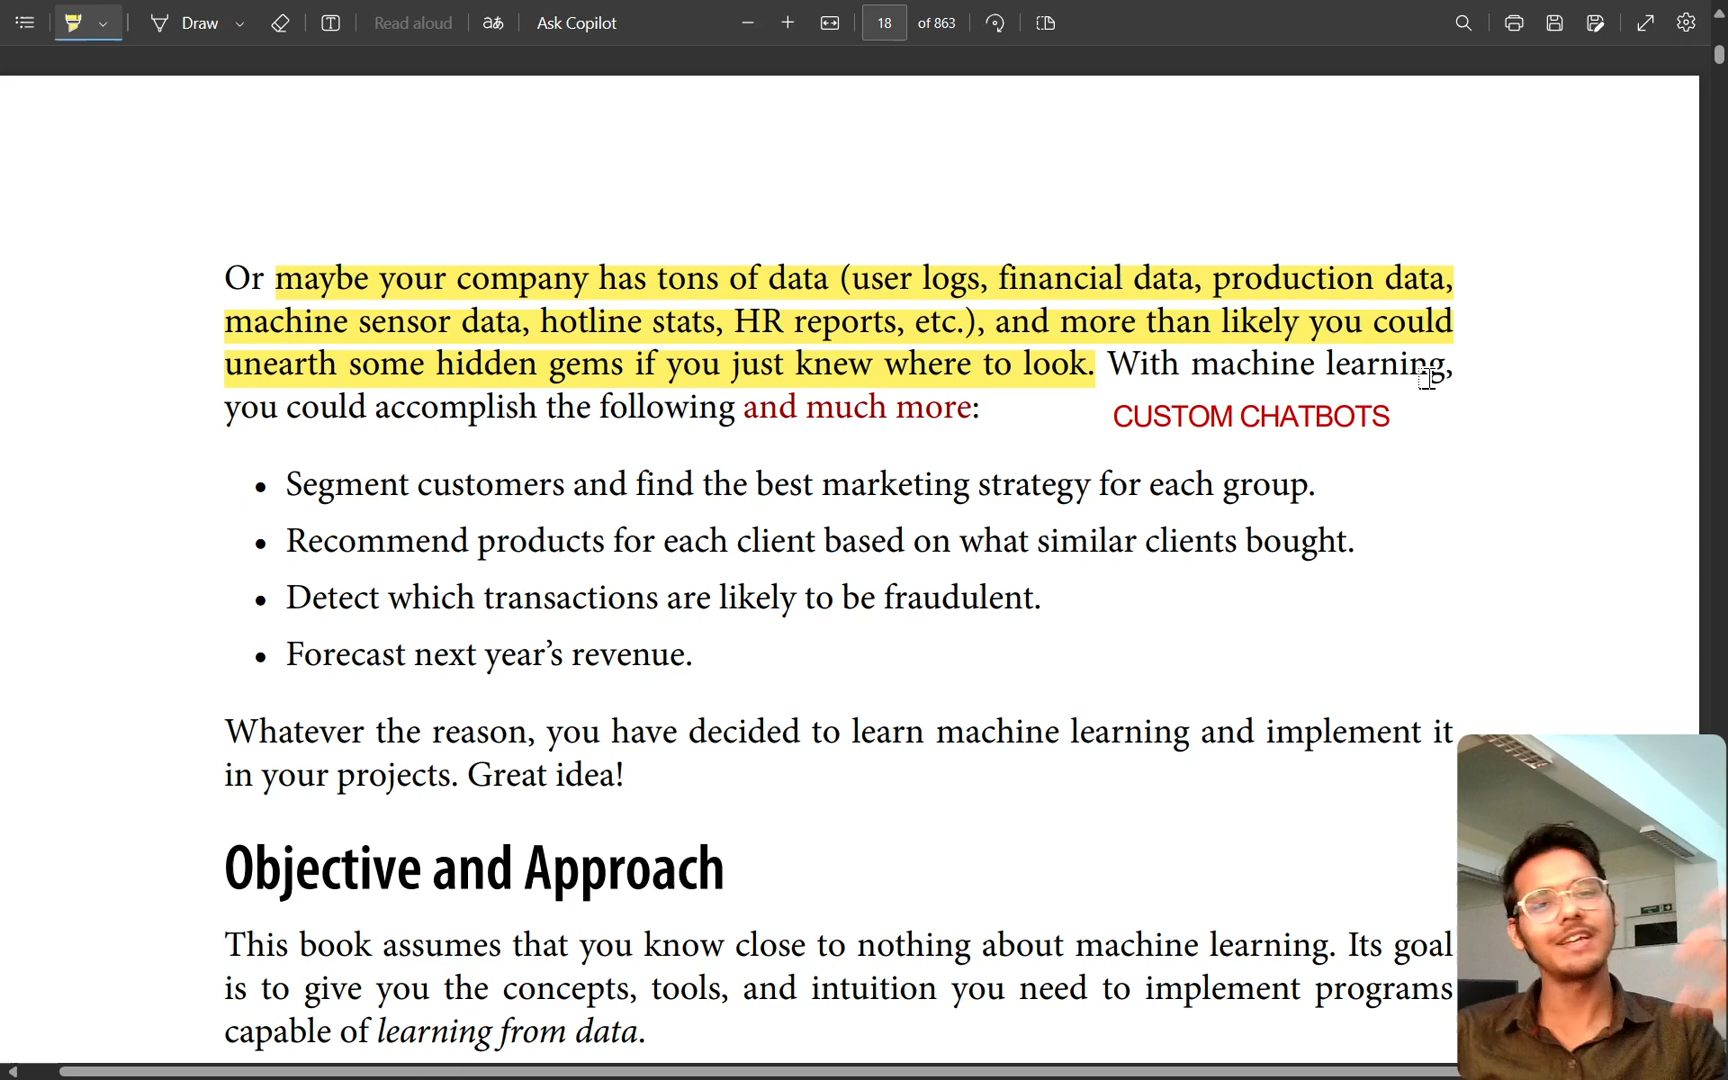 Draw
Read aloud
aあ
Ask Copilot
18
of 863
Or maybe your company has tons of data (user logs, financial data, production data,
machine sensor data, hotline stats, HR reports, etc.), and more than likely you could
unearth some hidden gems if you just knew where to look. With machine learning,
you could accomplish the following and much more:
CUSTOM CHATBOTS
• Segment customers and find the best marketing strategy for each group.
• Recommend products for each client based on what similar clients bought.
• Detect which transactions are likely to be fraudulent.
• Forecast next year’s revenue.
Whatever the reason, you have decided to learn machine learning and implement it
in your projects. Great idea!
Objective and Approach
This book assumes that you know close to nothing about machine learning. Its goal
is to give you the concepts, tools, and intuition you need to implement programs
capable of learning from data.